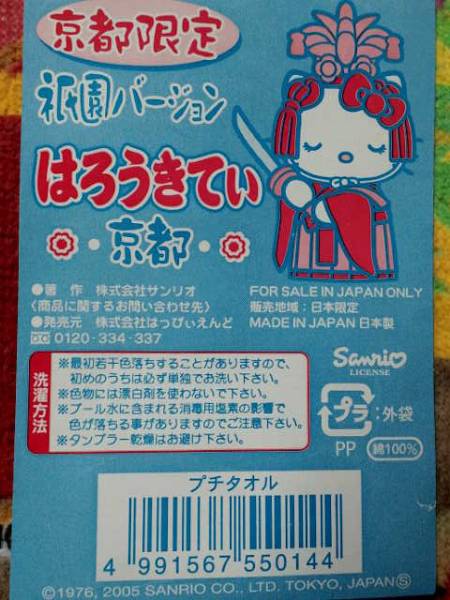 京都限定
祇園バージョン
はろうきてぃ
・京都・
●著 作 株式会社サンリオ
〈商品に関するお問い合わせ先〉
●発売元 株式会社はっぴぃえんど
0120-334-337
FOR SALE IN JAPAN ONLY
販売地域:日本限定
MADE IN JAPAN 日本製
Sanrio
LICENSE
洗濯方法
※最初若干色落ちすることがありますので、
初めのうちは必ず単独でお洗い下さい。
※色物には漂白剤を使わないで下さい。
※プール水に含まれる消毒用塩素の影響で
色が落ちる事がありますのでご注意下さい。
※タンブラー乾燥はお避け下さい。
プラ:外袋
PP 綿100%
プチタオル
4 991567 550144
©1976, 2005 SANRIO CO., LTD. TOKYO, JAPAN Ⓢ